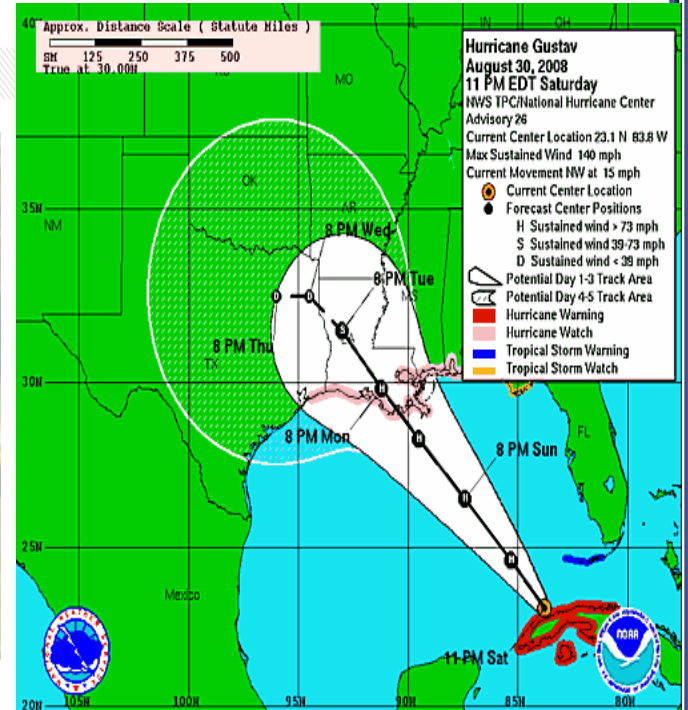 Approx. Distance Scale ( Statute Miles )
SM 125 250 375 500
True at 30.00N
Hurricane Gustav
August 30, 2008
11 PM EDT Saturday
NWS TPC/National Hurricane Center
Advisory 26
Current Center Location 23.1 N 83.8 W
Max Sustained Wind 140 mph
Current Movement NW at 15 mph
Current Center Location
Forecast Center Positions
H Sustained wind > 73 mph
S Sustained wind 39-73 mph
D Sustained wind < 39 mph
Potential Day 1-3 Track Area
Potential Day 4-5 Track Area
Hurricane Warning
Hurricane Watch
Tropical Storm Warning
Tropical Storm Watch
40
IL
IN
OH
MO
OK
AR
35N
NM
8 PM Wed
8 PM Tue
MS
D
D
S
8 PM Thu
TX
30N
H
8 PM Mon
H
FL
8 PM Sun
H
25N
H
Mexico
11 PM Sat
NOAA
20N
105W
100W
95W
90W
85W
80W